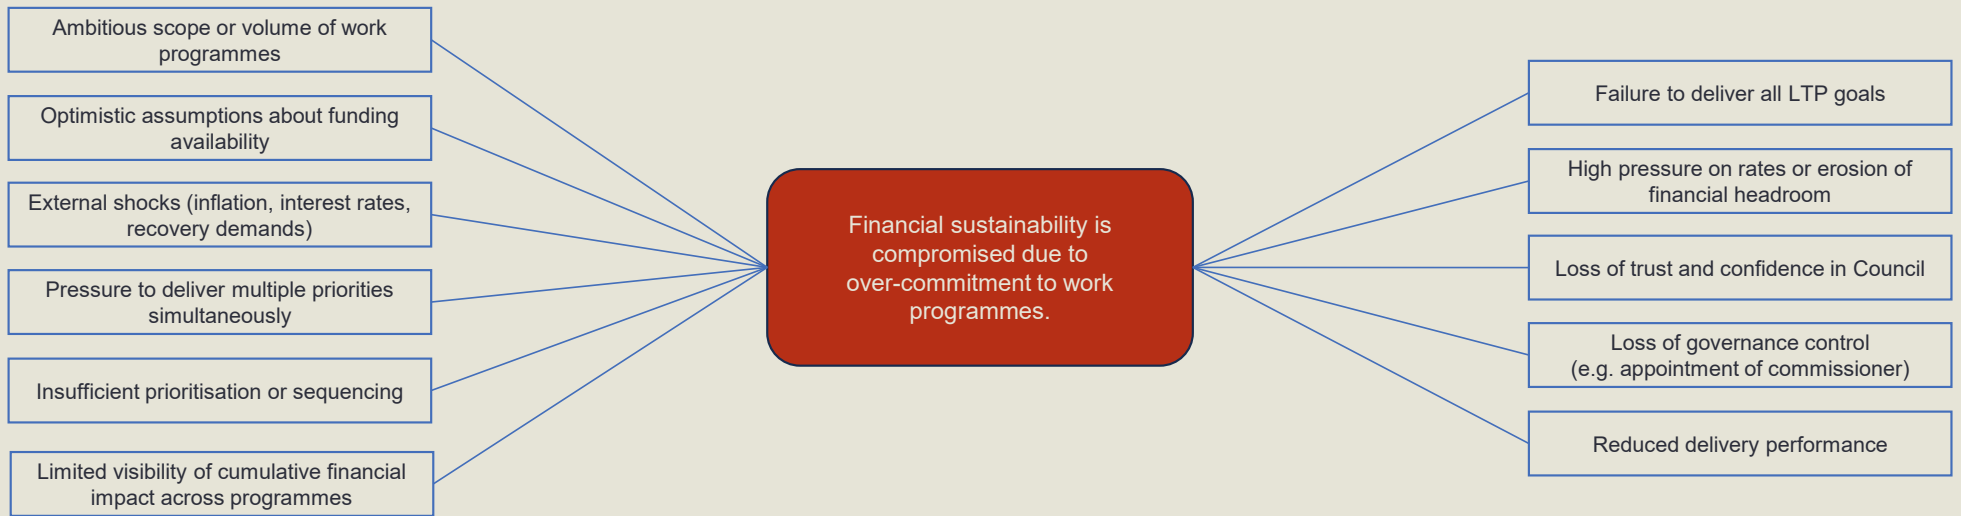 Ambitious scope or volume of work
programmes
Optimistic assumptions about funding
availability
External shocks (inflation, interest rates,
recovery demands)
Pressure to deliver multiple priorities
simultaneously
Insufficient prioritisation or sequencing
Limited visibility of cumulative financial
impact across programmes
Financial sustainability is
compromised due to
over-commitment to work
programmes.
Failure to deliver all LTP goals
High pressure on rates or erosion of
financial headroom
Loss of trust and confidence in Council
Loss of governance control
(e.g. appointment of commissioner)
Reduced delivery performance